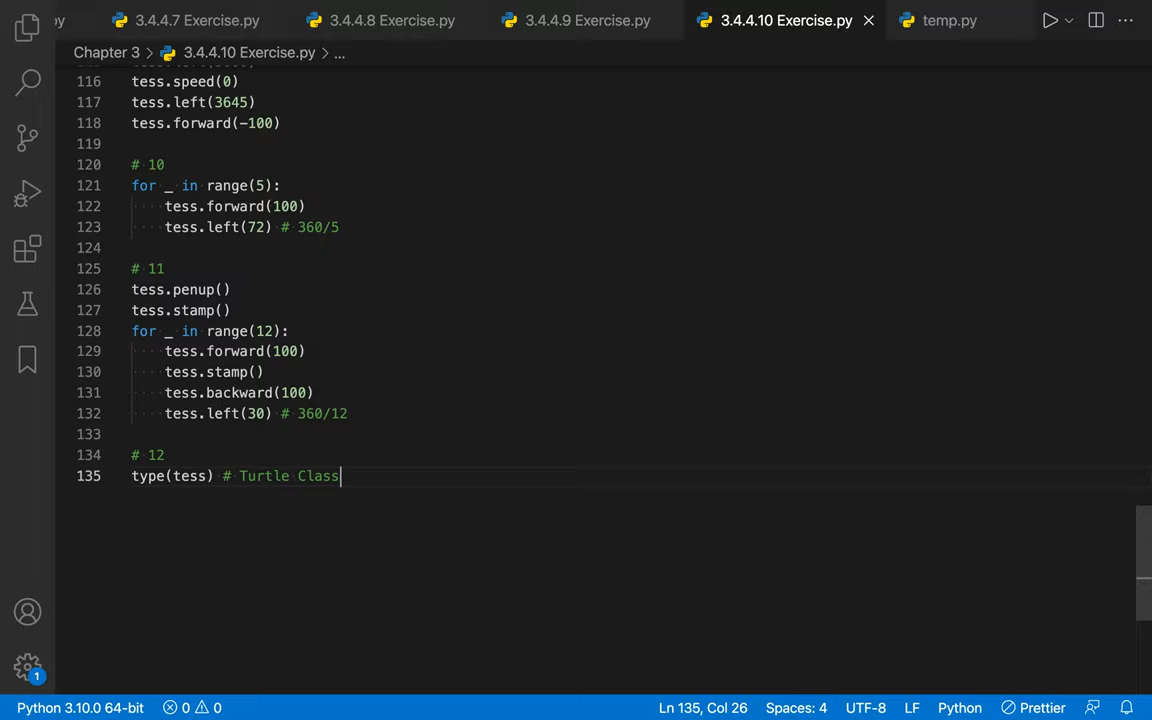 py 3.4.4.7 Exercise.py 3.4.4.8 Exercise.py 3.4.4.9 Exercise.py 3.4.4.10 Exercise.py temp.py
Chapter 3 > 3.4.4.10 Exercise.py > ...
116 tess.speed(0)
117 tess.left(3645)
118 tess.forward(-100)
119
120 # 10
121 for _ in range(5):
122 tess.forward(100)
123 tess.left(72) # 360/5
124
125 # 11
126 tess.penup()
127 tess.stamp()
128 for _ in range(12):
129 tess.forward(100)
130 tess.stamp()
131 tess.backward(100)
132 tess.left(30) # 360/12
133
134 # 12
135 type(tess) # Turtle Class
1
Python 3.10.0 64-bit 0 0 Ln 135, Col 26 Spaces: 4 UTF-8 LF Python Prettier